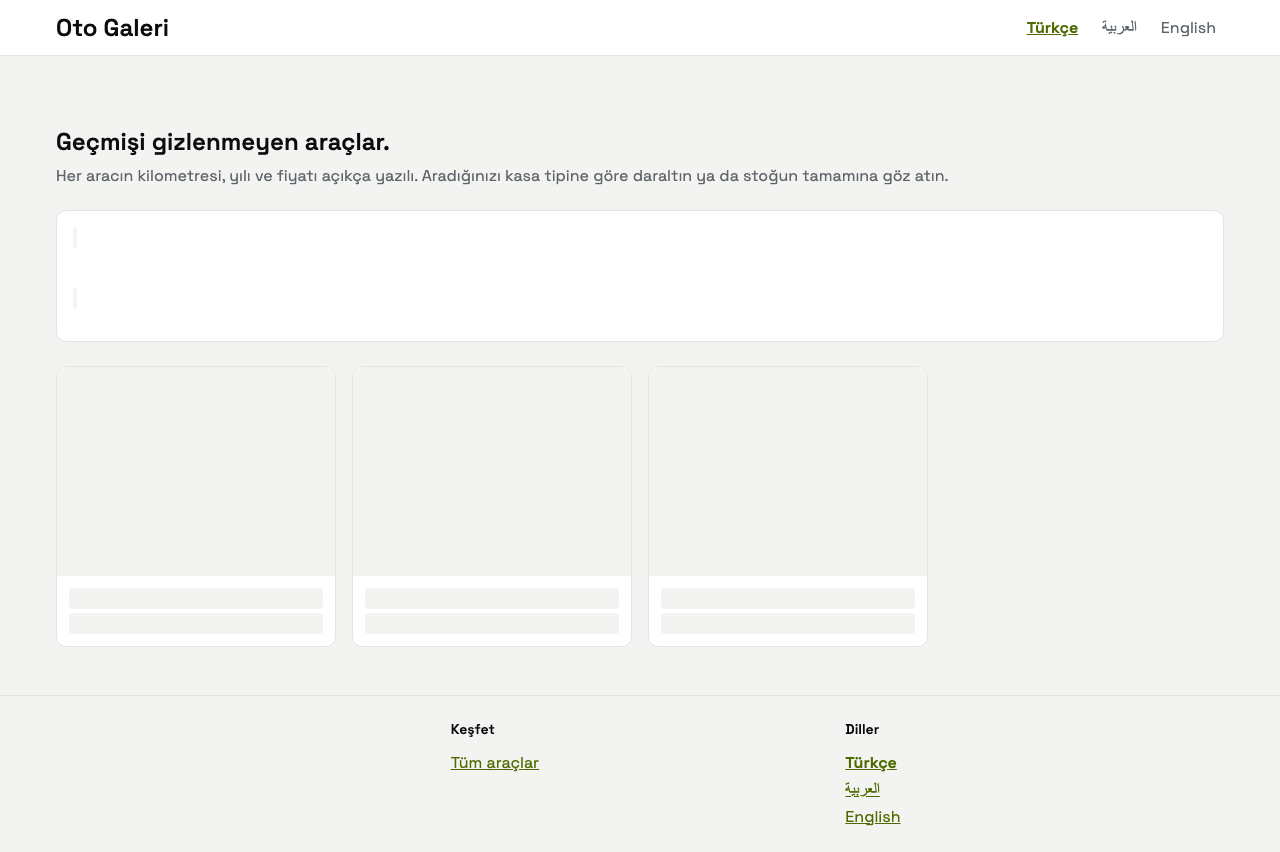 Oto Galeri
Türkçe
العربية
English
Geçmişi gizlenmeyen araçlar.
Her aracın kilometresi, yılı ve fiyatı açıkça yazılı. Aradığınızı kasa tipine göre daraltın ya da stoğun tamamına göz atın.
Keşfet
Tüm araçlar
Diller
Türkçe
العربية
English